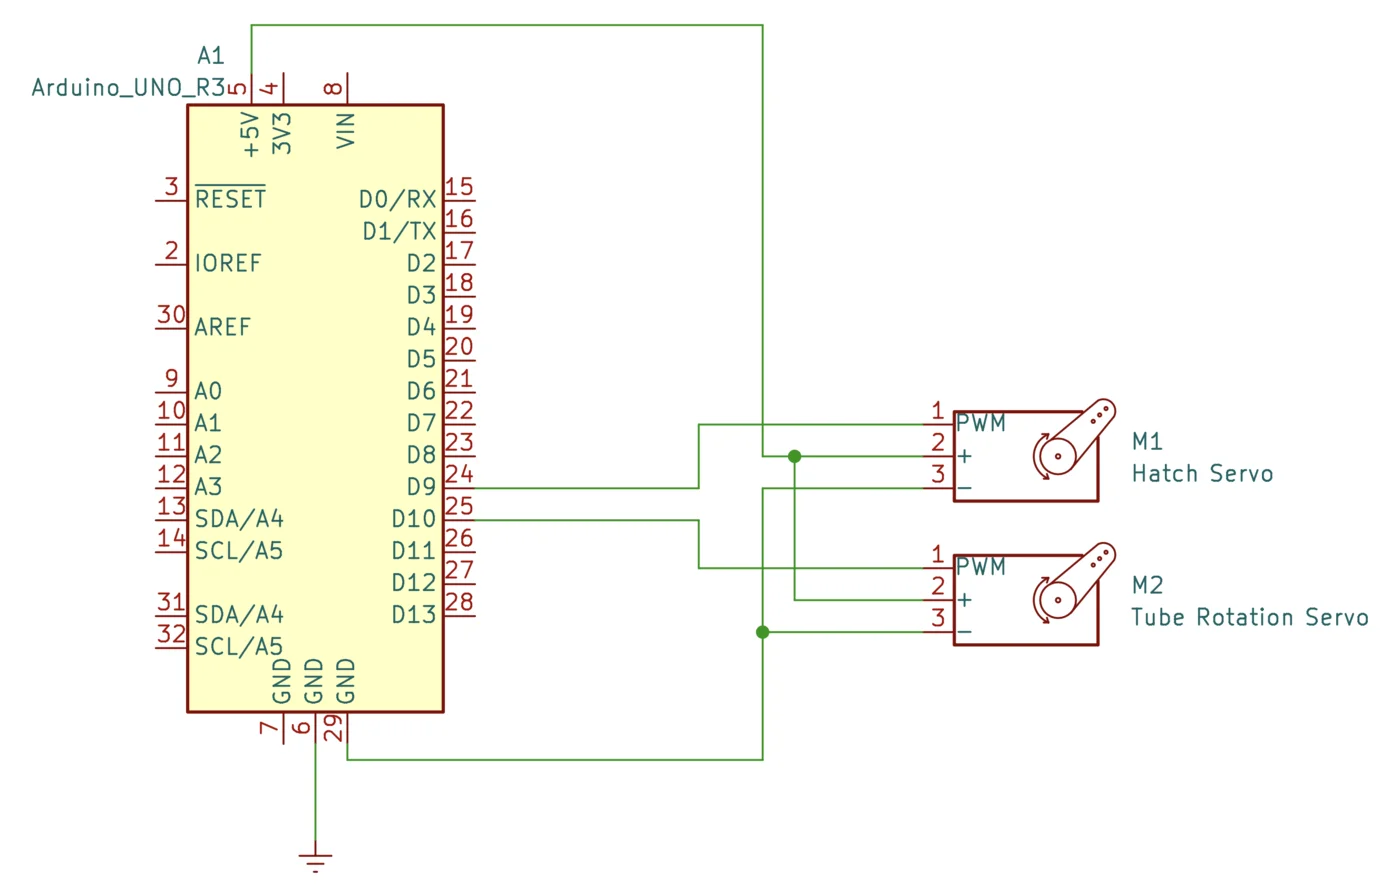 A1
Arduino_UNO_R3
5
4
8
+5V
3V3
VIN
3
RESET
D0/RX
15
D1/TX
16
2
IOREF
D2
17
D3
18
30
AREF
D4
19
D5
20
9
A0
D6
21
10
A1
D7
22
11
A2
D8
23
12
A3
D9
24
13
SDA/A4
D10
25
14
SCL/A5
D11
26
D12
27
31
SDA/A4
D13
28
32
SCL/A5
GND
GND
GND
7
6
29
1
PWM
2
+
3
−
M1
Hatch Servo
1
PWM
2
+
3
−
M2
Tube Rotation Servo